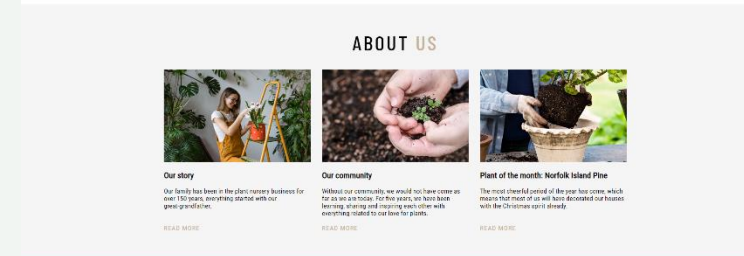 ABOUT US
Our story
Our family has been in the plant nursery business for
over 150 years, everything started with our
great-grandfather.
READ MORE
Our community
Without our community, we would not have come as
far as we are today. For five years, we have been
learning, sharing and inspiring each other with
everything related to our love for plants.
READ MORE
Plant of the month: Norfolk Island Pine
The most cheerful period of the year has come, which
means that most of us will have decorated our houses
with the Christmas spirit already.
READ MORE